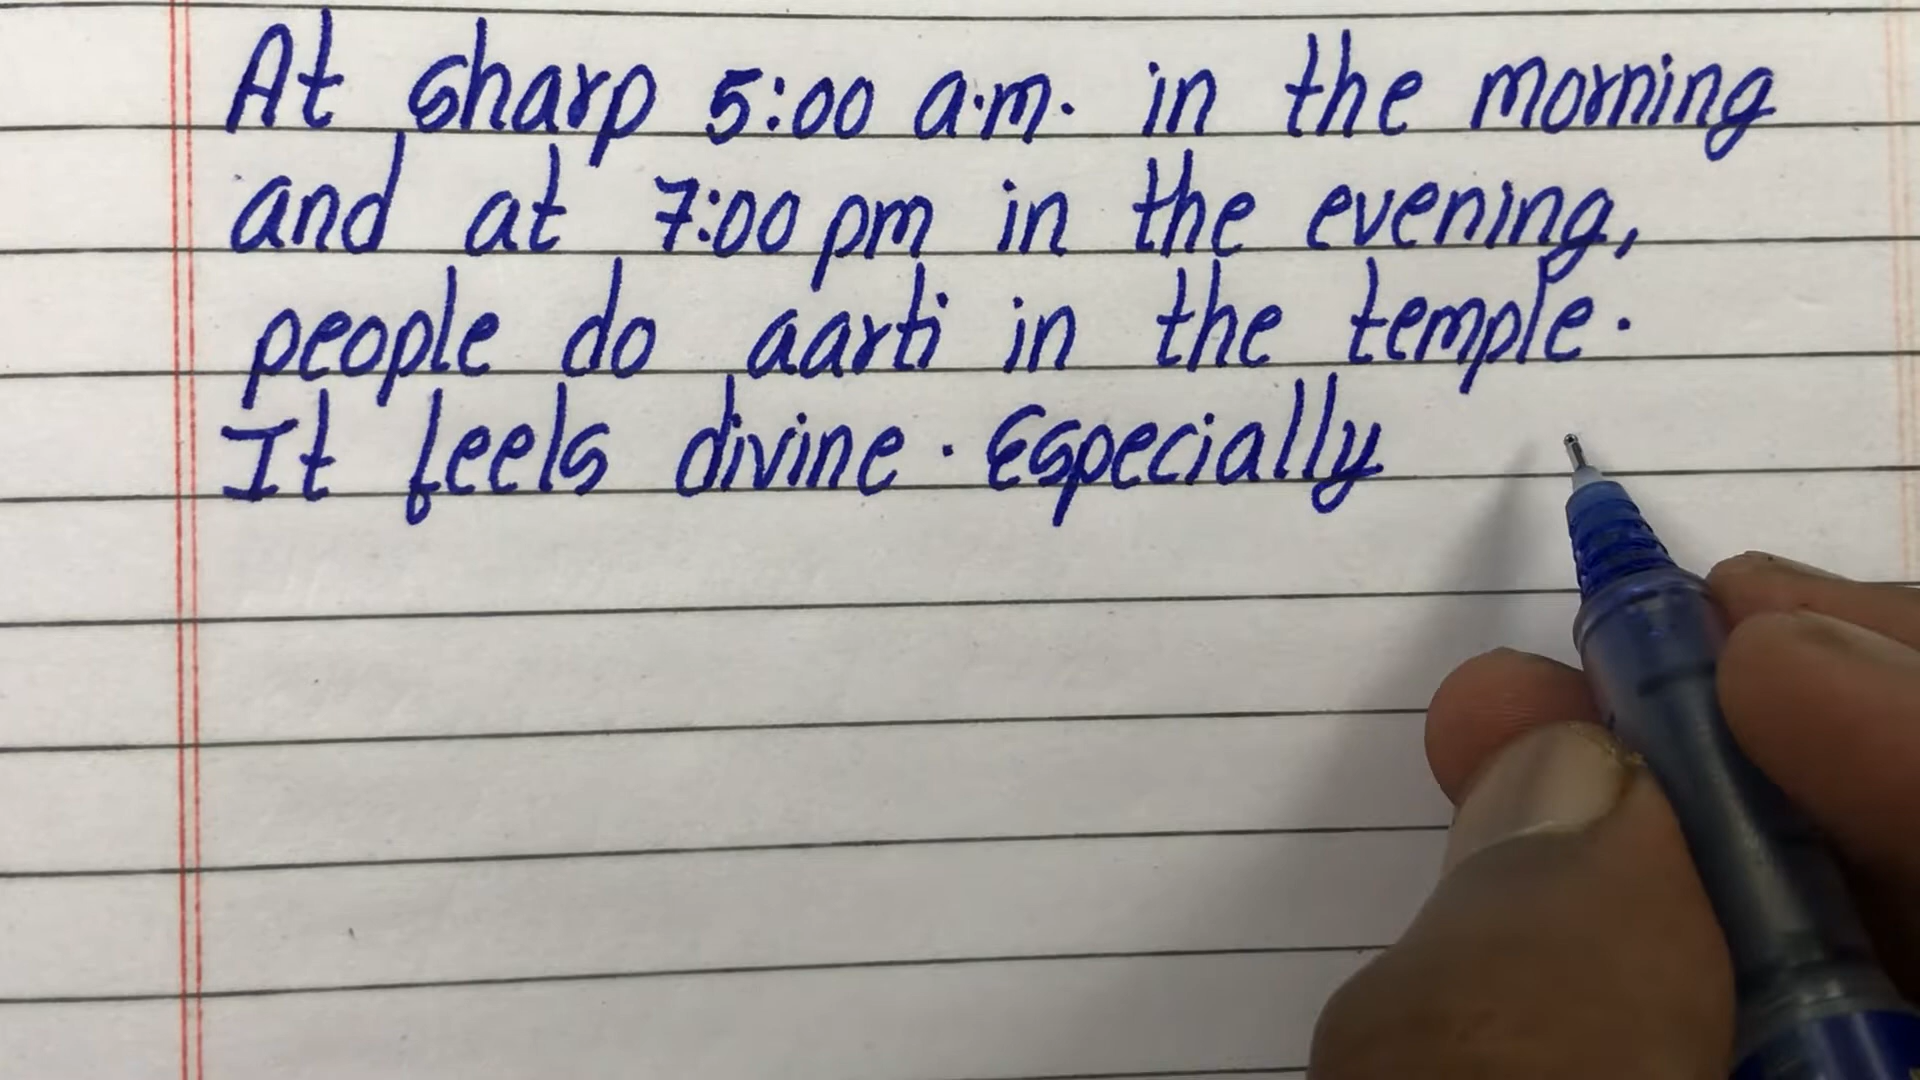 At sharp 5:00 a.m. in the morning
and at 7:00 pm in the evening,
people do aarti in the temple.
It feels divine. Especially